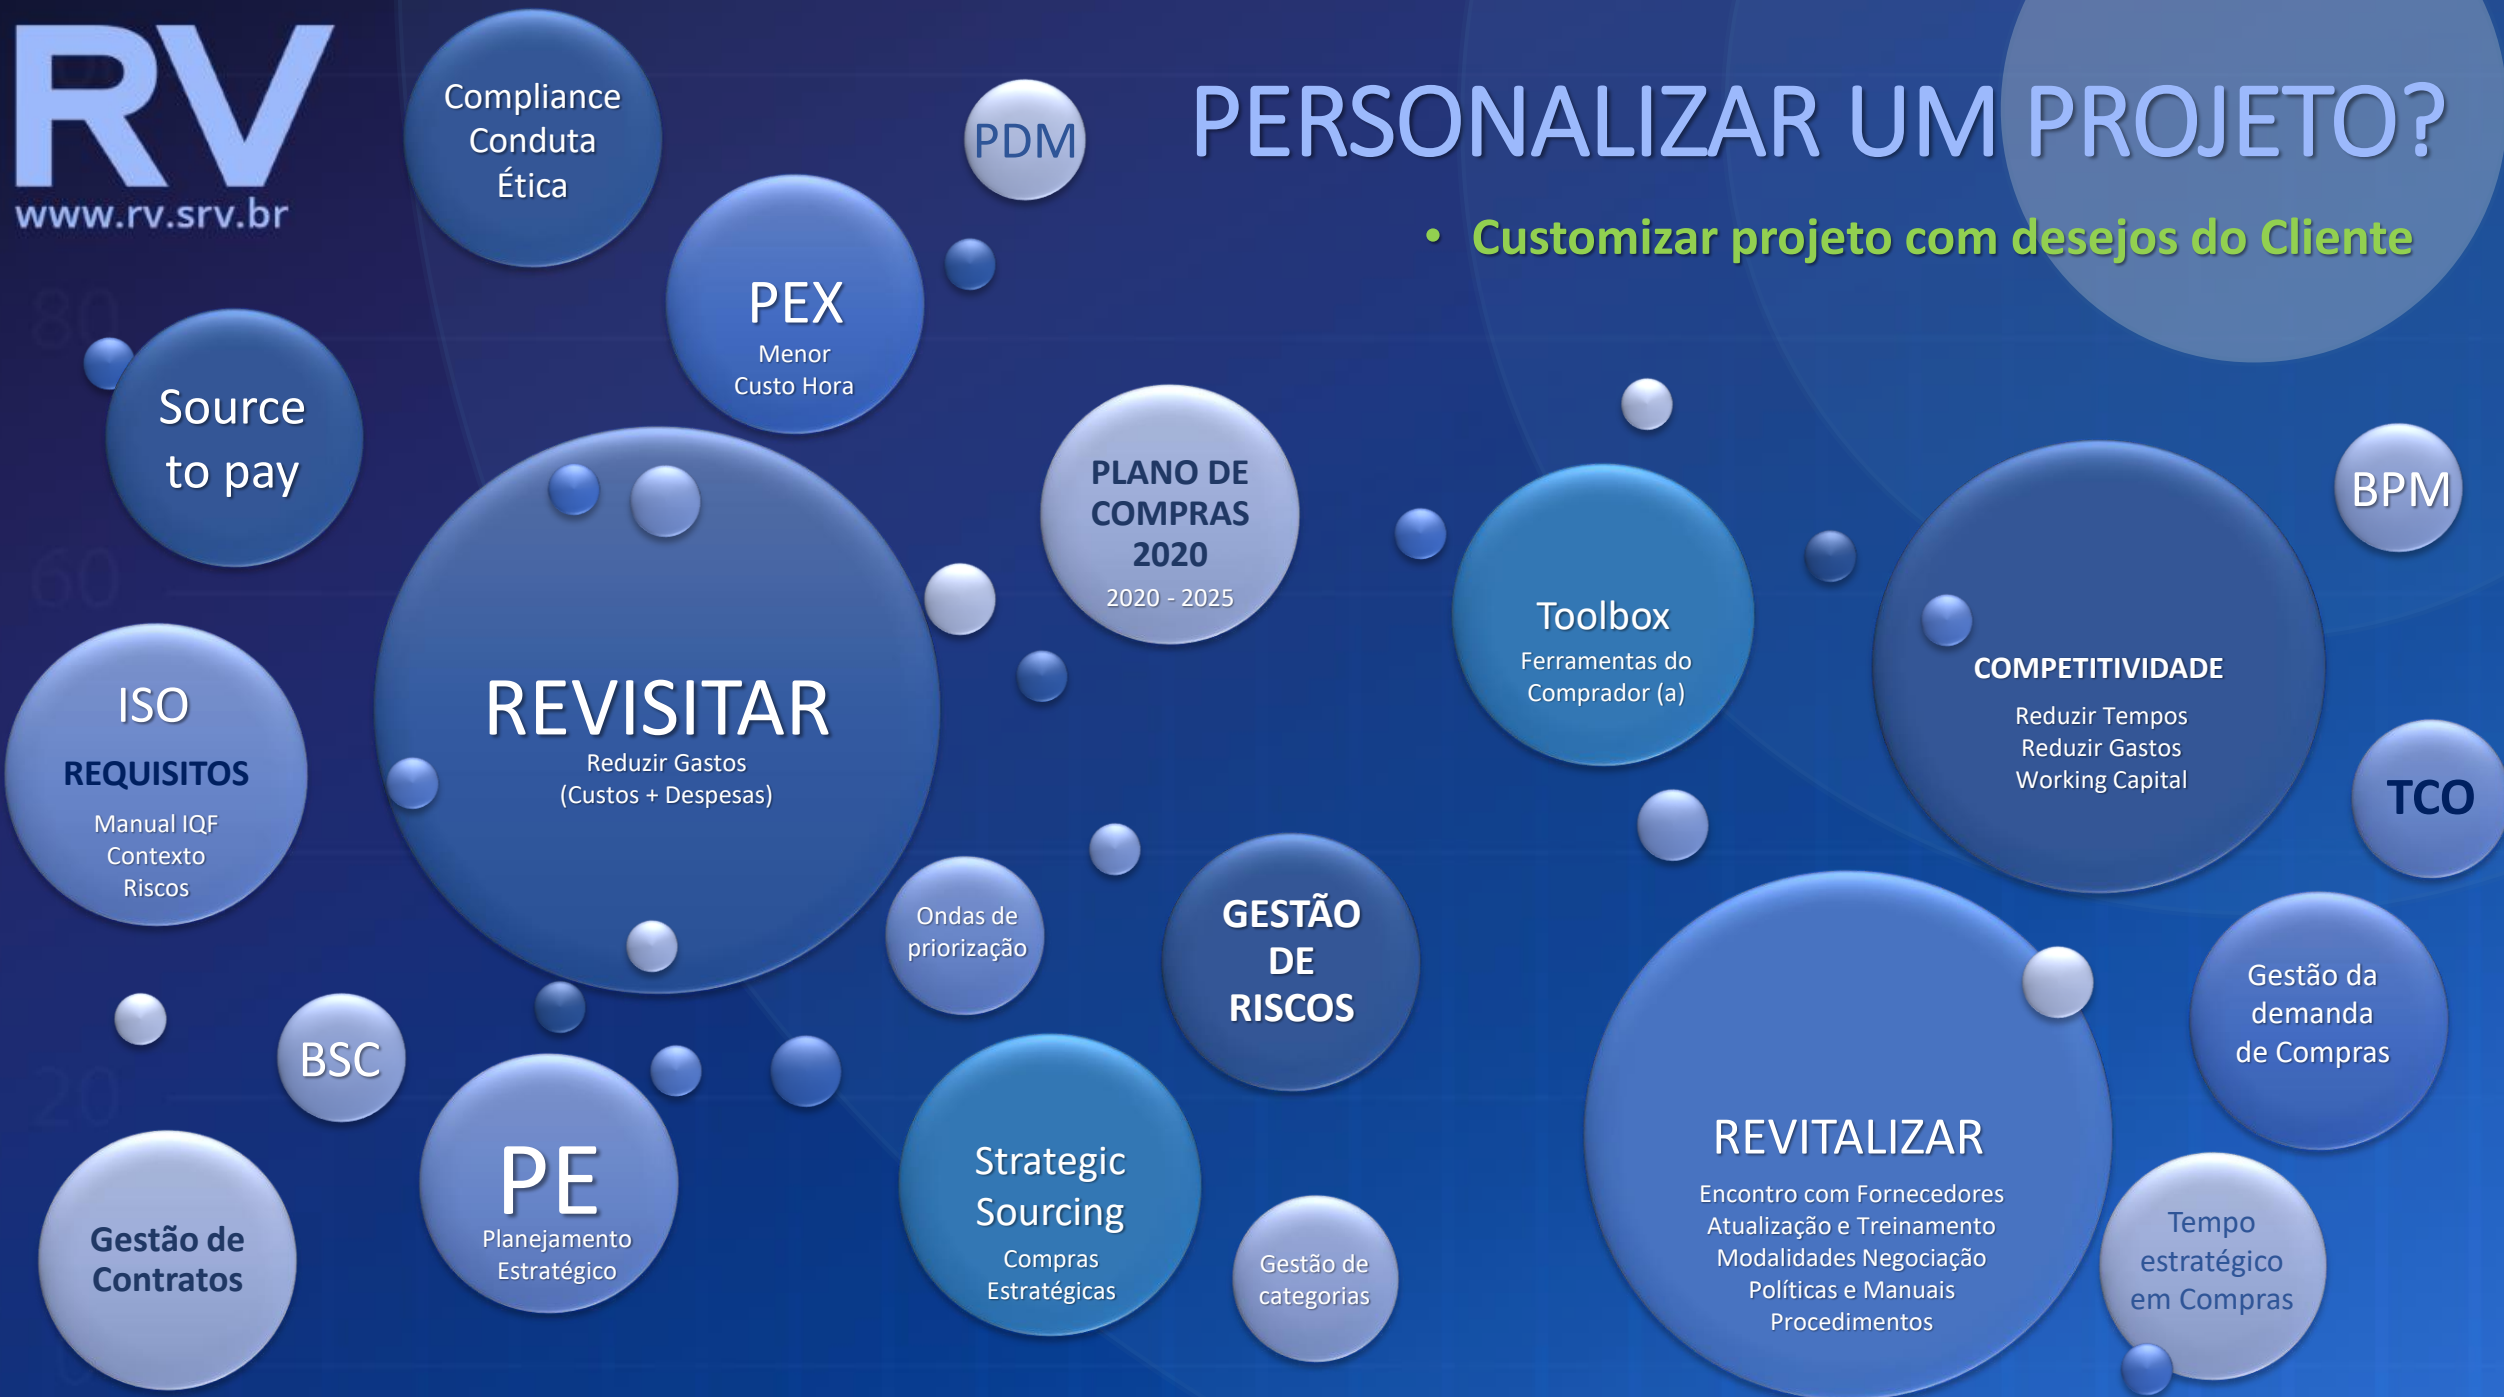 RV
www.rv.srv.br
PERSONALIZAR UM PROJETO?
• Customizar projeto com desejos do Cliente
Compliance
Conduta
Ética
PDM
PEX
Menor
Custo Hora
80
Source
to pay
PLANO DE
COMPRAS
2020
2020 - 2025
BPM
Toolbox
Ferramentas do
Comprador (a)
60
COMPETITIVIDADE
Reduzir Tempos
Reduzir Gastos
Working Capital
ISO
REQUISITOS
Manual IQF
Contexto
Riscos
REVISITAR
Reduzir Gastos
(Custos + Despesas)
TCO
Ondas de
priorização
GESTÃO
DE
RISCOS
Gestão da
demanda
de Compras
BSC
20
PE
Planejamento
Estratégico
Strategic
Sourcing
Compras
Estratégicas
REVITALIZAR
Encontro com Fornecedores
Atualização e Treinamento
Modalidades Negociação
Políticas e Manuais
Procedimentos
Gestão de
Contratos
Gestão de
categorias
Tempo
estratégico
em Compras